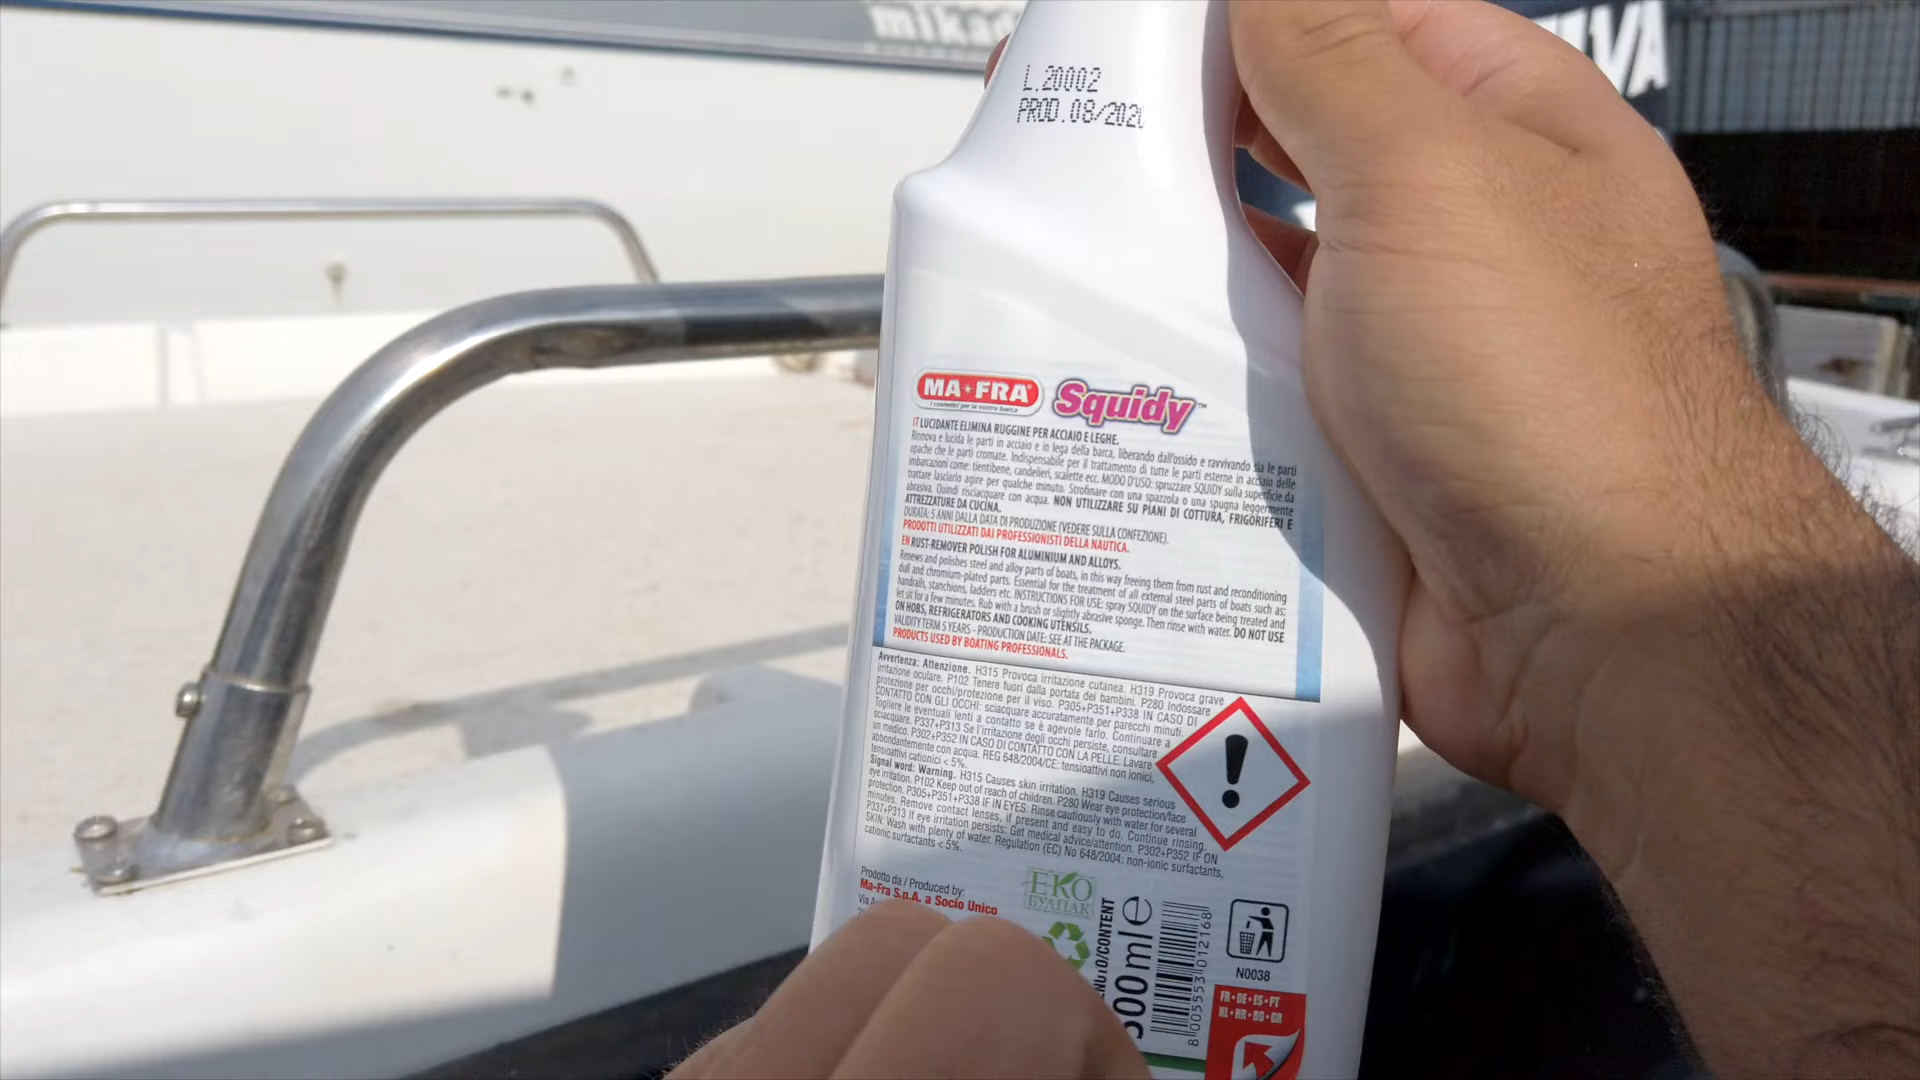 mikad
L.20002
PROD.08/202
MA★FRA®
i cosmetici per la vostra barca
Squidy™
IT LUCIDANTE ELIMINA RUGGINE PER ACCIAIO E LEGHE.
Rinnova e lucida le parti in acciaio e in lega della barca, liberando dall'ossido e ravvivando sia le parti
opache che le parti cromate. Indispensabile per il trattamento di tutte le parti esterne in acciaio delle
imbarcazioni come: tientibene, candelieri, scalette ecc. MODO D'USO: spruzzare SQUIDY sulla superficie da
trattare lasciarlo agire per qualche minuto. Strofinare con una spazzola o una spugna leggermente
abrasiva. Quindi risciacquare con acqua. NON UTILIZZARE SU PIANI DI COTTURA, FRIGORIFERI E
ATTREZZATURE DA CUCINA.
DURATA: 5 ANNI DALLA DATA DI PRODUZIONE (VEDERE SULLA CONFEZIONE).
PRODOTTI UTILIZZATI DAI PROFESSIONISTI DELLA NAUTICA.
EN RUST-REMOVER POLISH FOR ALUMINIUM AND ALLOYS.
Renews and polishes steel and alloy parts of boats, in this way freeing them from rust and reconditioning
dull and chromium-plated parts. Essential for the treatment of all external steel parts of boats such as:
handrails, stanchions, ladders etc. INSTRUCTIONS FOR USE: spray SQUIDY on the surface being treated and
let sit for a few minutes. Rub with a brush or slightly abrasive sponge. Then rinse with water. DO NOT USE
ON HOBS, REFRIGERATORS AND COOKING UTENSILS.
VALIDITY TERM 5 YEARS - PRODUCTION DATE: SEE AT THE PACKAGE.
PRODUCTS USED BY BOATING PROFESSIONALS.
Avvertenza: Attenzione. H315 Provoca irritazione cutanea. H319 Provoca grave
irritazione oculare. P102 Tenere fuori dalla portata dei bambini. P280 Indossare
protezione per occhi/protezione per il viso. P305+P351+P338 IN CASO DI
CONTATTO CON GLI OCCHI: sciacquare accuratamente per parecchi minuti.
Togliere le eventuali lenti a contatto se è agevole farlo. Continuare a
sciacquare. P337+P313 Se l'irritazione degli occhi persiste, consultare
un medico. P302+P352 IN CASO DI CONTATTO CON LA PELLE: Lavare
abbondantemente con acqua. REG 648/2004/CE: tensioattivi non ionici,
tensioattivi cationici < 5%.
Signal word: Warning. H315 Causes skin irritation. H319 Causes serious
eye irritation. P102 Keep out of reach of children. P280 Wear eye protection/face
protection. P305+P351+P338 IF IN EYES: Rinse cautiously with water for several
minutes. Remove contact lenses, if present and easy to do. Continue rinsing.
P337+P313 If eye irritation persists: Get medical advice/attention. P302+P352 IF ON
SKIN: Wash with plenty of water. Regulation (EC) No 648/2004: non-ionic surfactants,
cationic surfactants < 5%.
Prodotto da / Produced by:
Ma-Fra S.p.A. a Socio Unico
Via
ЕКО
БУЛПАК
/CONTENT
500ml e
8 005553 012168
N0038
FR•DE•ES•PT
NL•HR•BG•GR